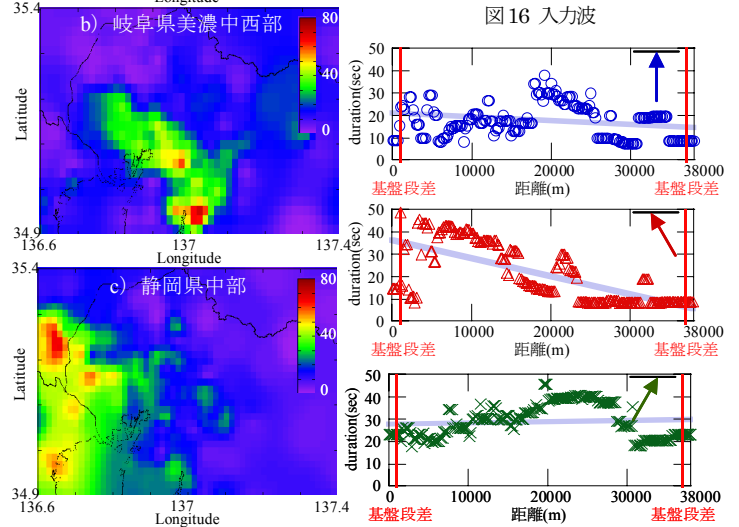 Longitude
b) 岐阜県美濃中西部
80
40
0
Latitude
35.4
34.9
136.6
137
137.4
Longitude
c) 静岡県中部
80
40
0
Latitude
35.4
34.9
136.6
137
137.4
Longitude
図16 入力波
duration(sec)
50
40
30
20
10
0
0
10000
20000
30000
38000
基盤段差
距離(m)
基盤段差
duration(sec)
50
40
30
20
10
0
0
10000
20000
30000
38000
基盤段差
距離(m)
基盤段差
duration(sec)
50
40
30
20
10
0
0
10000
20000
30000
38000
基盤段差
距離(m)
基盤段差